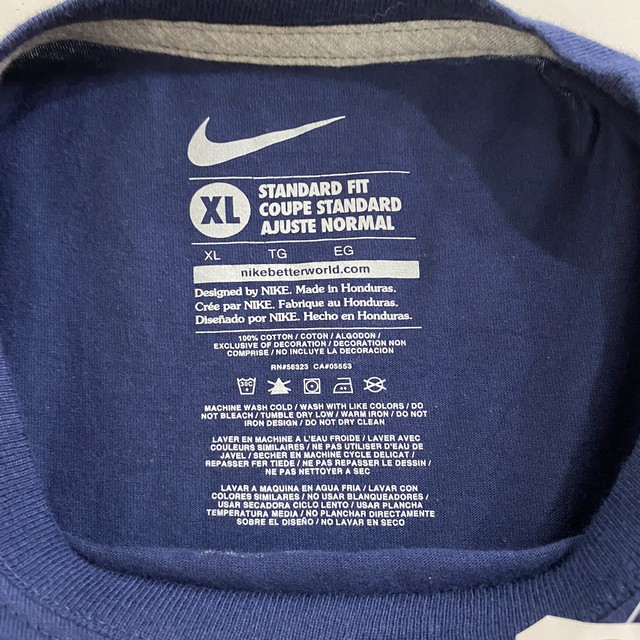 XL
STANDARD FIT
COUPE STANDARD
AJUSTE NORMAL
XL TG EG
nikebetterworld.com
Designed by NIKE. Made in Honduras.
Crée par NIKE. Fabrique au Honduras.
Diseñado por NIKE. Hecho en Honduras.
100% COTTON / COTON / ALGODON
EXCLUSIVE OF DECORATION / DECORATION NON
COMPRISE / NO INCLUYE LA DECORACION
RN#56323 CA#05553
MACHINE WASH COLD / WASH WITH LIKE COLORS / DO
NOT BLEACH / TUMBLE DRY LOW / WARM IRON / DO NOT
IRON DESIGN / DO NOT DRY CLEAN
LAVER EN MACHINE A L'EAU FROIDE / LAVER AVEC
COULEURS SIMILAIRES / NE PAS UTILISER D'EAU DE
JAVEL / SECHER EN MACHINE CYCLE DELICAT /
REPASSER FER TIEDE / NE PAS REPASSER LE DESSIN /
NE PAS NETTOYER A SEC
LAVAR A MAQUINA EN AGUA FRIA / LAVAR CON
COLORES SIMILARES / NO USAR BLANQUEADORES /
USAR SECADORA CICLO LENTO / USAR PLANCHA
TEMPERATURA MEDIA / NO PLANCHAR DIRECTAMENTE
SOBRE EL DISEÑO / NO LAVAR EN SECO